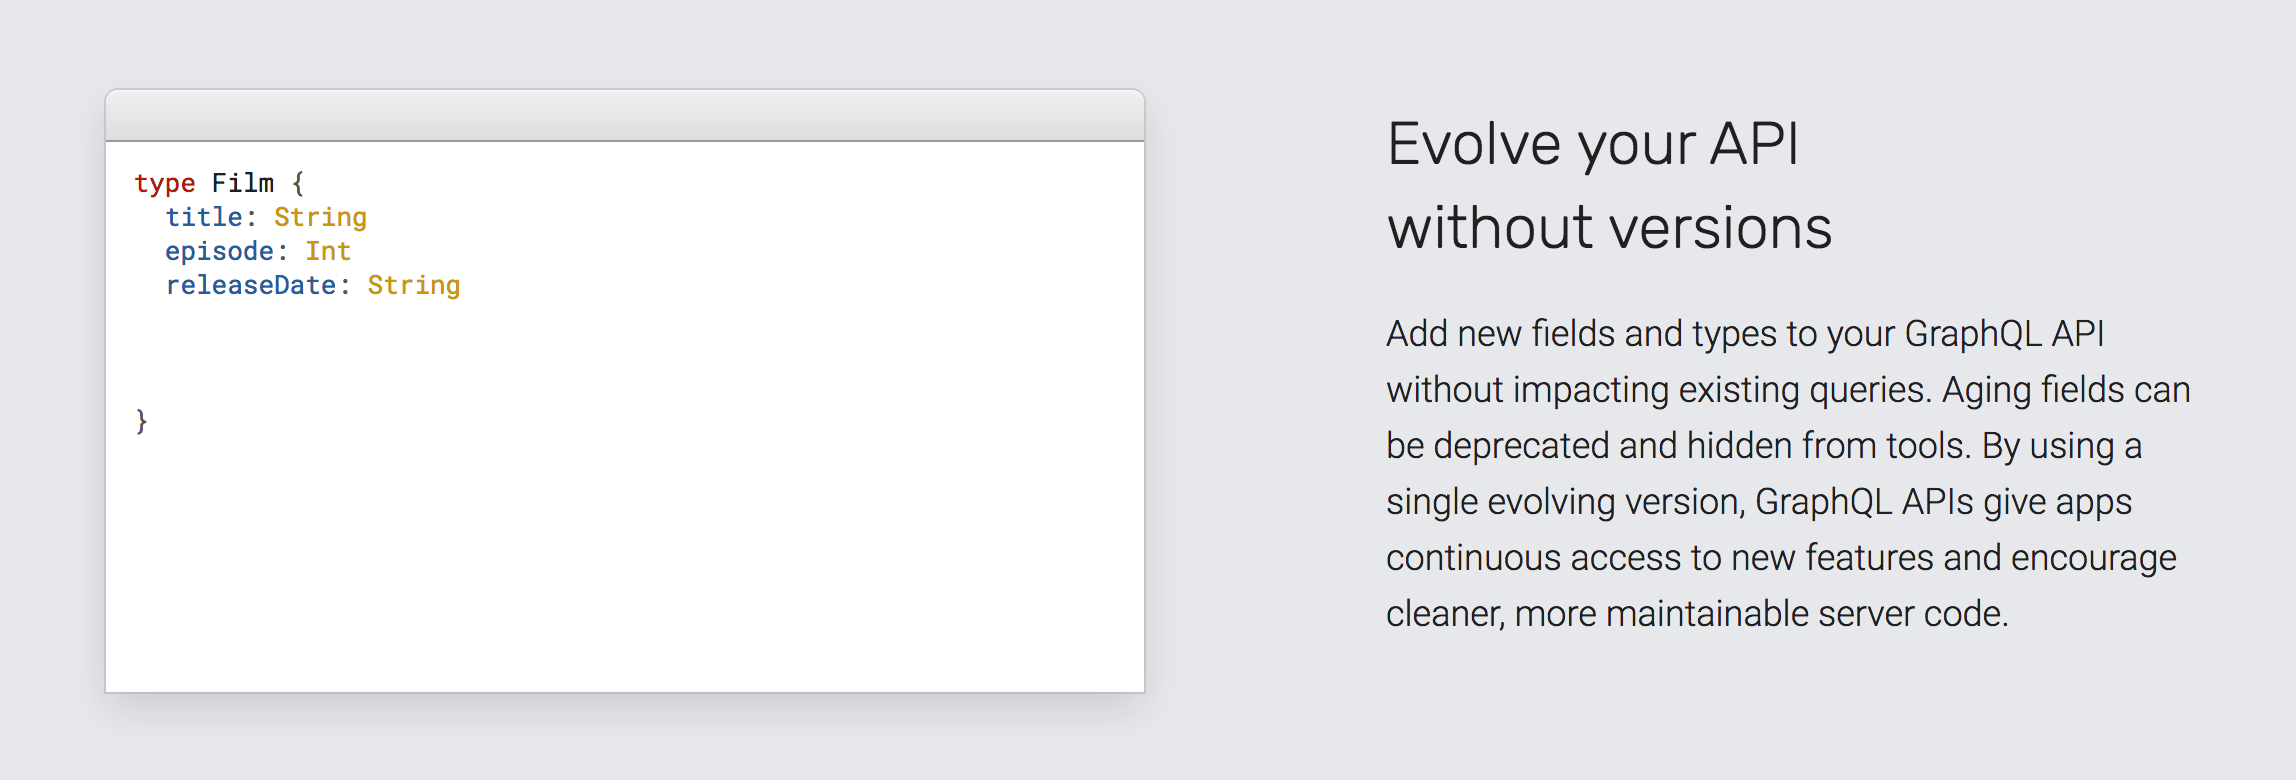 type Film {
  title: String
  episode: Int
  releaseDate: String
}
Evolve your API
without versions
Add new fields and types to your GraphQL API
without impacting existing queries. Aging fields can
be deprecated and hidden from tools. By using a
single evolving version, GraphQL APIs give apps
continuous access to new features and encourage
cleaner, more maintainable server code.